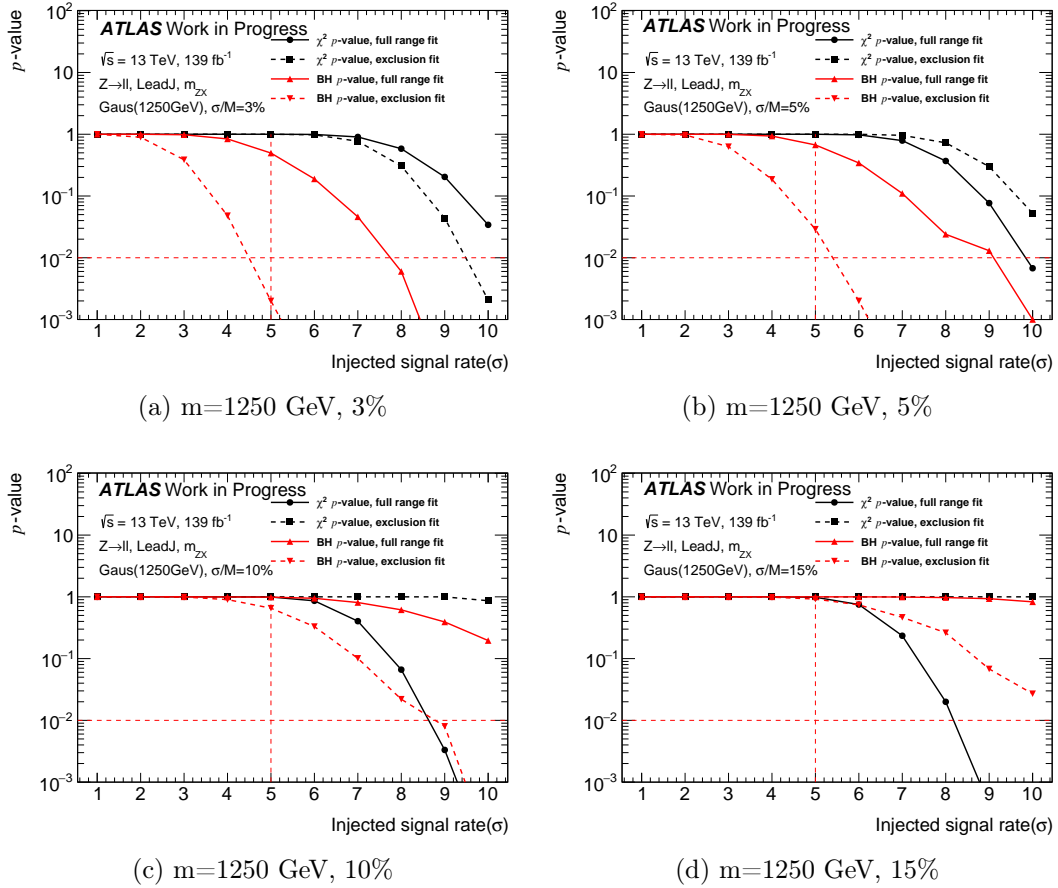 ATLAS Work in Progress
√s = 13 TeV, 139 fb⁻¹
Z→ll, LeadJ, m_ZX
Gaus(1250GeV), σ/M=3%
χ² p-value, full range fit
χ² p-value, exclusion fit
BH p-value, full range fit
BH p-value, exclusion fit
p-value
10²
10
1
10⁻¹
10⁻²
10⁻³
1 2 3 4 5 6 7 8 9 10
Injected signal rate(σ)
(a) m=1250 GeV, 3%
ATLAS Work in Progress
√s = 13 TeV, 139 fb⁻¹
Z→ll, LeadJ, m_ZX
Gaus(1250GeV), σ/M=5%
χ² p-value, full range fit
χ² p-value, exclusion fit
BH p-value, full range fit
BH p-value, exclusion fit
p-value
10²
10
1
10⁻¹
10⁻²
10⁻³
1 2 3 4 5 6 7 8 9 10
Injected signal rate(σ)
(b) m=1250 GeV, 5%
ATLAS Work in Progress
√s = 13 TeV, 139 fb⁻¹
Z→ll, LeadJ, m_ZX
Gaus(1250GeV), σ/M=10%
χ² p-value, full range fit
χ² p-value, exclusion fit
BH p-value, full range fit
BH p-value, exclusion fit
p-value
10²
10
1
10⁻¹
10⁻²
10⁻³
1 2 3 4 5 6 7 8 9 10
Injected signal rate(σ)
(c) m=1250 GeV, 10%
ATLAS Work in Progress
√s = 13 TeV, 139 fb⁻¹
Z→ll, LeadJ, m_ZX
Gaus(1250GeV), σ/M=15%
χ² p-value, full range fit
χ² p-value, exclusion fit
BH p-value, full range fit
BH p-value, exclusion fit
p-value
10²
10
1
10⁻¹
10⁻²
10⁻³
1 2 3 4 5 6 7 8 9 10
Injected signal rate(σ)
(d) m=1250 GeV, 15%